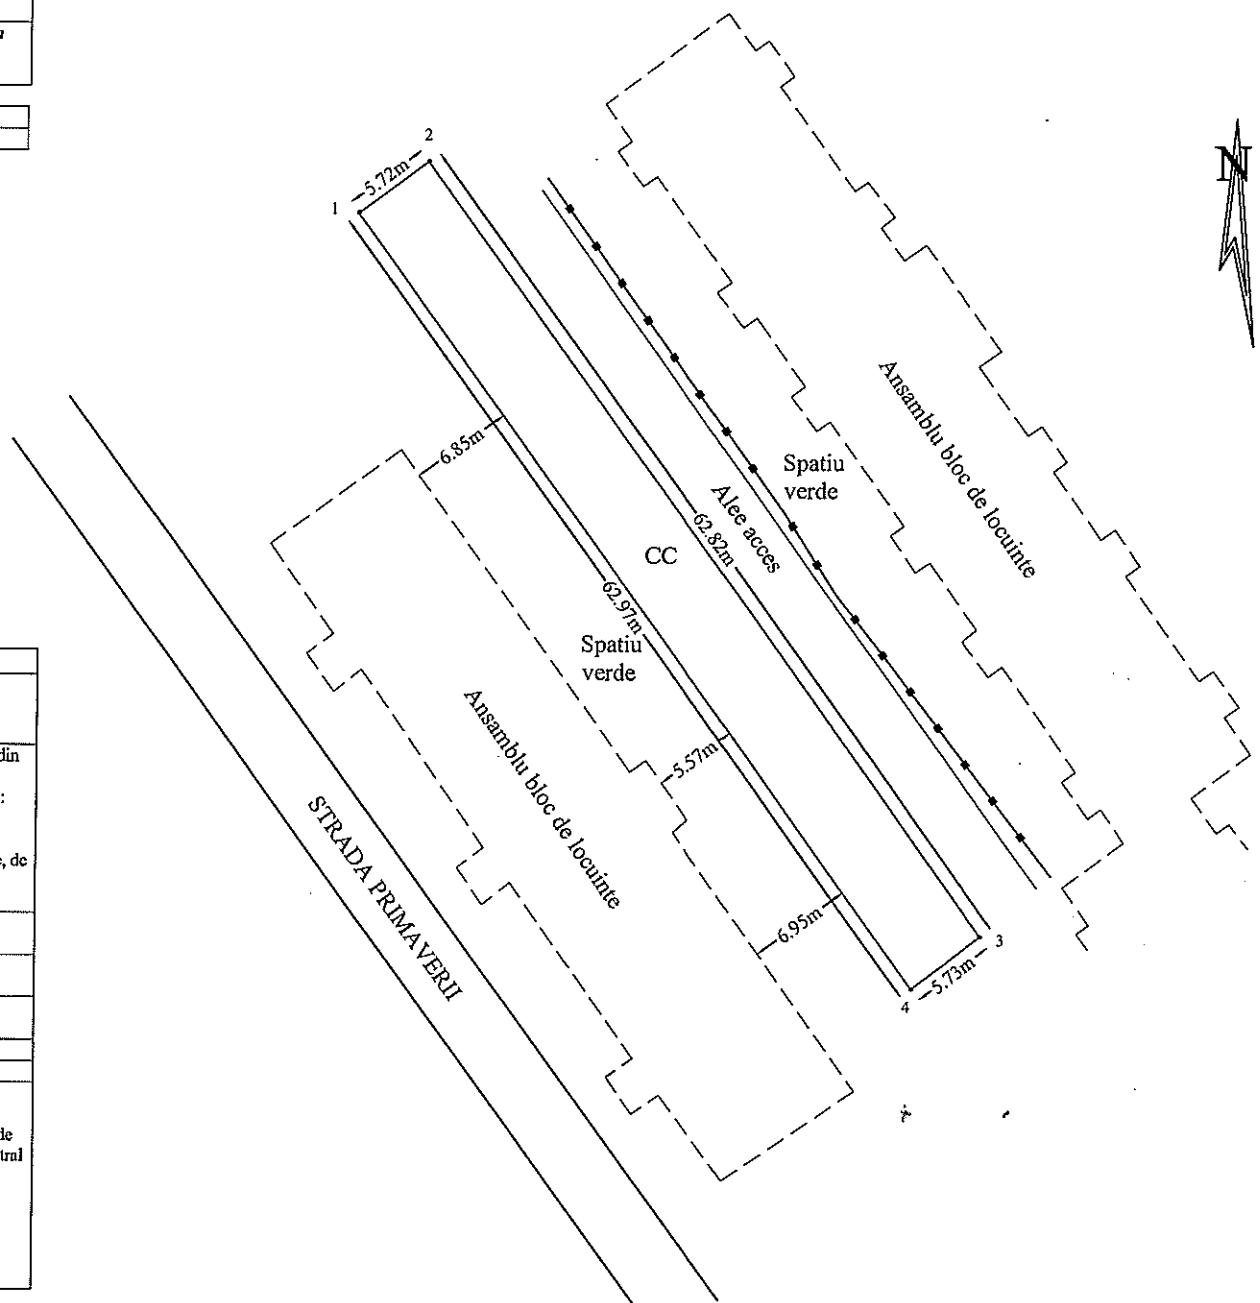 N
2
5.72m
1
6.85m
Spatiu
verde
Ansamblu bloc de locuinte
Alee acces
62.82m
CC
62.97m
Spatiu
verde
Ansamblu bloc de locuinte
5.57m
STRADA PRIMAVERII
6.95m
3
5.73m
4
din
:
, de
de